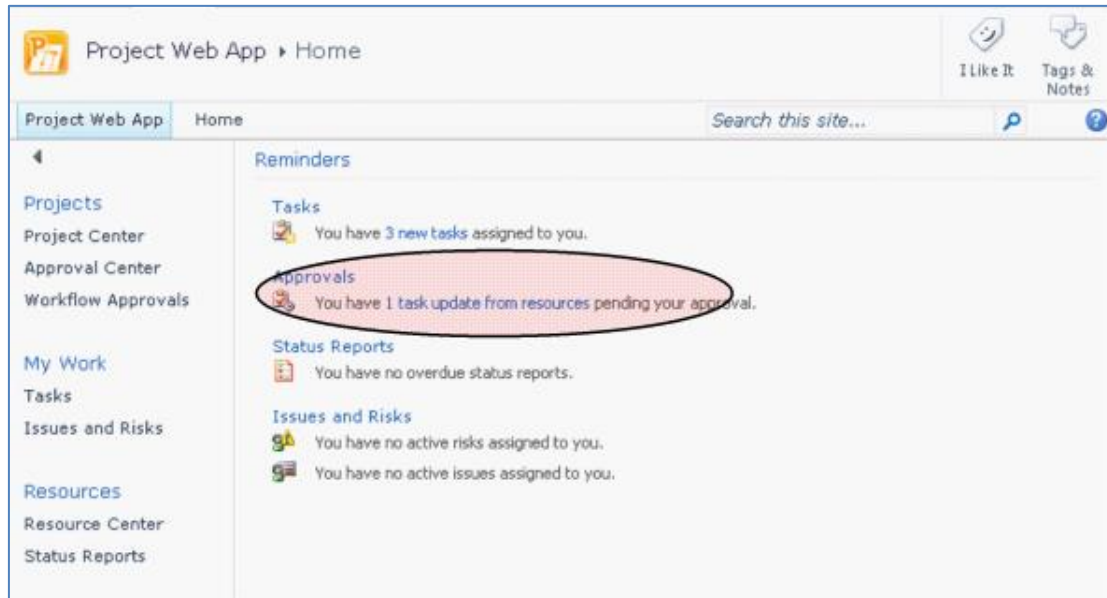 Project Web App ▸ Home
I Like It
Tags & Notes
Project Web App Home
Search this site...
Projects
Project Center
Approval Center
Workflow Approvals
My Work
Tasks
Issues and Risks
Resources
Resource Center
Status Reports
Reminders
Tasks
You have 3 new tasks assigned to you.
Approvals
You have 1 task update from resources pending your approval.
Status Reports
You have no overdue status reports.
Issues and Risks
You have no active risks assigned to you.
You have no active issues assigned to you.